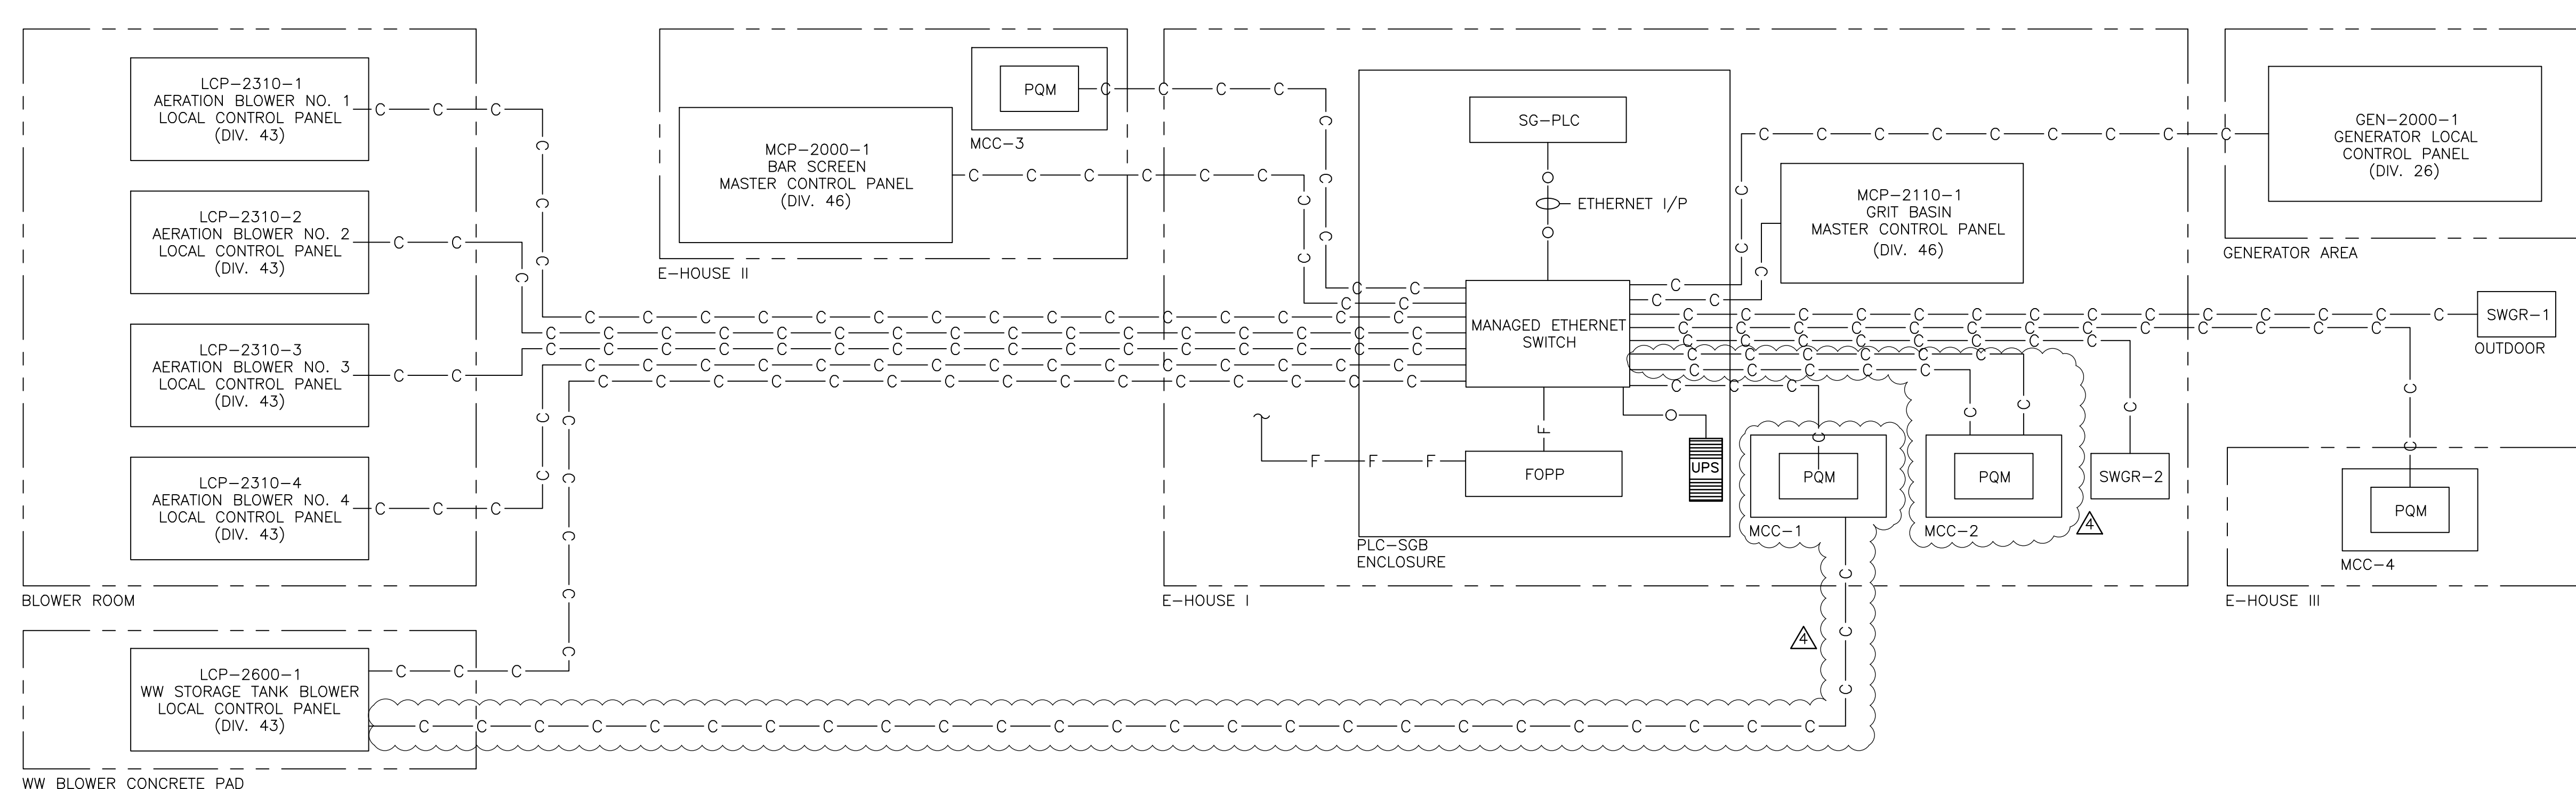 LCP-2310-1
AERATION BLOWER NO. 1
LOCAL CONTROL PANEL
(DIV. 43)
LCP-2310-2
AERATION BLOWER NO. 2
LOCAL CONTROL PANEL
(DIV. 43)
LCP-2310-3
AERATION BLOWER NO. 3
LOCAL CONTROL PANEL
(DIV. 43)
LCP-2310-4
AERATION BLOWER NO. 4
LOCAL CONTROL PANEL
(DIV. 43)
BLOWER ROOM
LCP-2600-1
WW STORAGE TANK BLOWER
LOCAL CONTROL PANEL
(DIV. 43)
WW BLOWER CONCRETE PAD
PQM
MCC-3
MCP-2000-1
BAR SCREEN
MASTER CONTROL PANEL
(DIV. 46)
E-HOUSE II
SG-PLC
ETHERNET I/P
MANAGED ETHERNET
SWITCH
FOPP
UPS
PLC-SGB
ENCLOSURE
E-HOUSE I
MCP-2110-1
GRIT BASIN
MASTER CONTROL PANEL
(DIV. 46)
PQM
MCC-1
PQM
MCC-2
4
4
SWGR-2
GEN-2000-1
GENERATOR LOCAL
CONTROL PANEL
(DIV. 26)
GENERATOR AREA
SWGR-1
OUTDOOR
PQM
MCC-4
E-HOUSE III